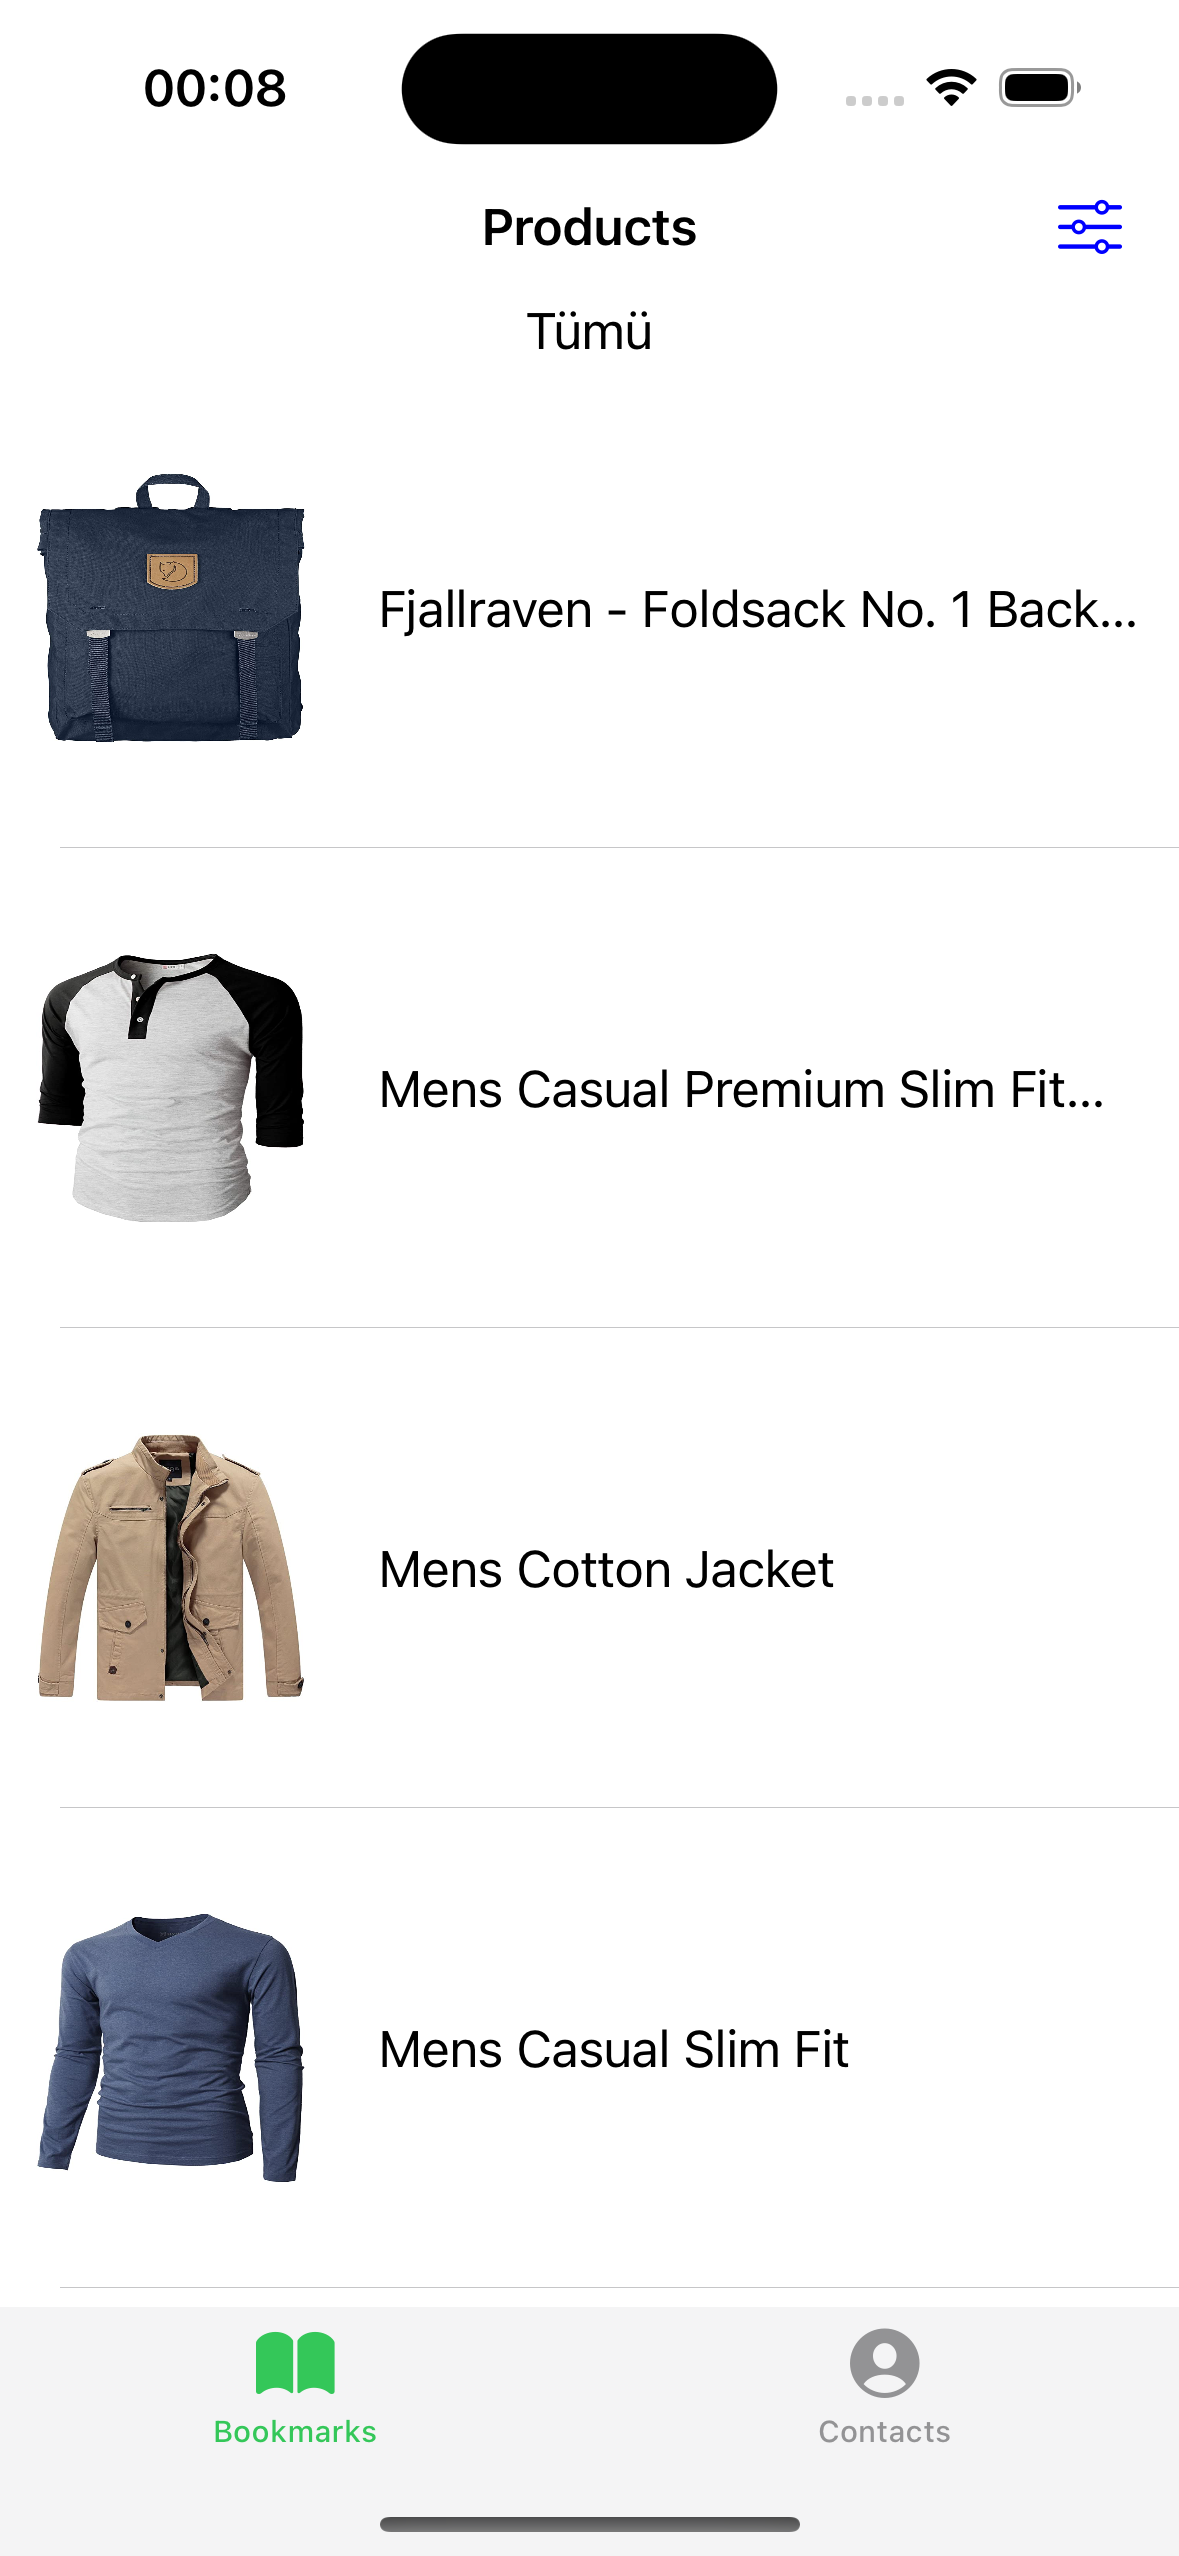 00:08
Products
Tümü
Fjallraven - Foldsack No. 1 Back...
Mens Casual Premium Slim Fit...
Mens Cotton Jacket
Mens Casual Slim Fit
Bookmarks
Contacts